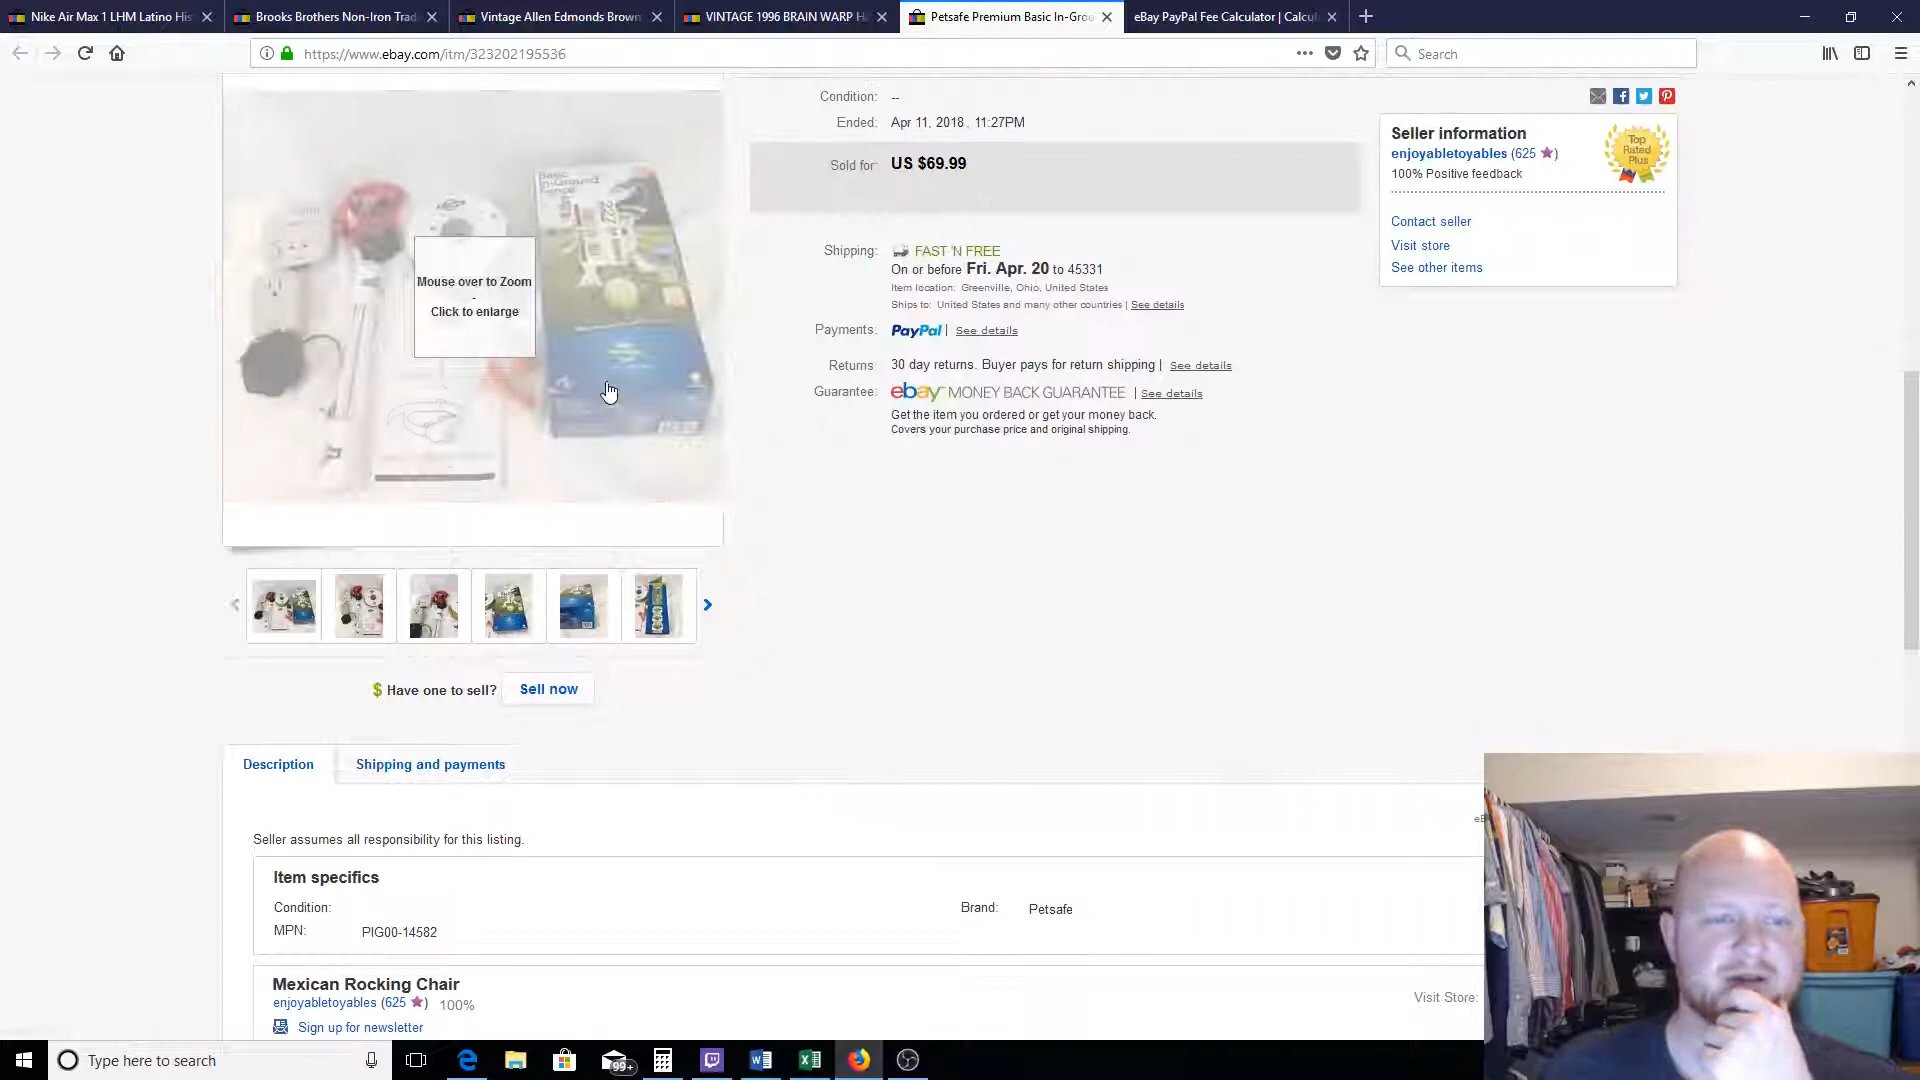 Nike Air Max 1 LHM Latino His
Brooks Brothers Non-Iron Trad
Vintage Allen Edmonds Brown
VINTAGE 1996 BRAIN WARP H
Petsafe Premium Basic In-Grou
eBay PayPal Fee Calculator | Calcul
https://www.ebay.com/itm/323202195536
Search
Condition: --
Ended: Apr 11, 2018 , 11:27PM
Sold for: US $69.99
Shipping: FAST 'N FREE
On or before Fri. Apr. 20 to 45331
Item location: Greenville, Ohio, United States
Ships to: United States and many other countries | See details
Payments: PayPal | See details
Returns: 30 day returns. Buyer pays for return shipping | See details
Guarantee: ebay MONEY BACK GUARANTEE | See details
Get the item you ordered or get your money back.
Covers your purchase price and original shipping.
Seller information
enjoyabletoyables (625)
100% Positive feedback
Top
Rated
Plus
Contact seller
Visit store
See other items
Basic
In-Ground
Fence
Mouse over to Zoom
-
Click to enlarge
$ Have one to sell? Sell now
Description
Shipping and payments
Seller assumes all responsibility for this listing.
Item specifics
Condition:
Brand: Petsafe
MPN: PIG00-14582
Mexican Rocking Chair
enjoyabletoyables (625) 100%
Visit Store:
Sign up for newsletter
Type here to search
99+